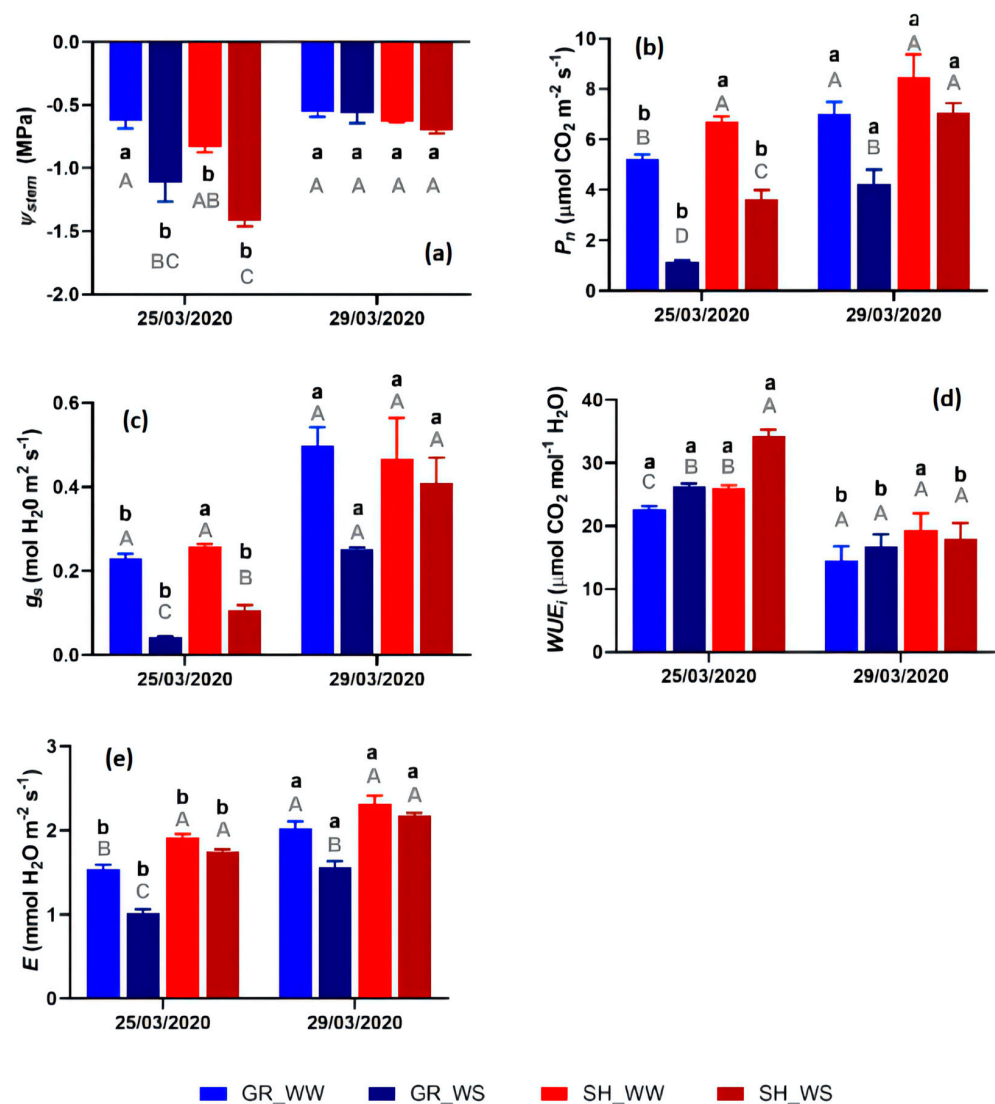 0.0
-0.5
-1.0
-1.5
-2.0
ψstem (MPa)
a
A
b
BC
b
AB
b
C
a a a a
A A A A
(a)
25/03/2020 29/03/2020
(b)
10
8
6
4
2
0
Pn (μmol CO2 m-2 s-1)
b
B
b
D
a
A
b
C
a
A
a
B
a
A
a
A
25/03/2020 29/03/2020
(c)
0.6
0.4
0.2
0.0
gs (mol H20 m2 s-1)
b
A
b
C
a
A
b
B
a
A
a
A
a
A
a
A
25/03/2020 29/03/2020
(d)
40
30
20
10
0
WUEi (μmol CO2 mol-1 H2O)
a
C
a
B
a
B
a
A
b
A
b
A
a
A
b
A
25/03/2020 29/03/2020
(e)
3
2
1
0
E (mmol H2O m-2 s-1)
b
B
b
C
b
A
b
A
a
A
a
B
a
A
a
A
25/03/2020 29/03/2020
GR_WW GR_WS SH_WW SH_WS